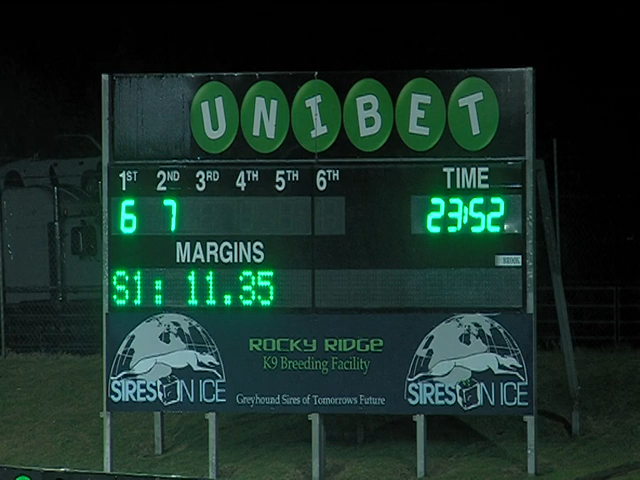 UNIBET
1ST 2ND 3RD 4TH 5TH 6TH TIME
6 7 23:52
MARGINS
S1: 11.35
ROCKY RIDGE
K9 Breeding Facility
SIRES ON ICE
Greyhound Sires of Tomorrows Future
SIRES ON ICE